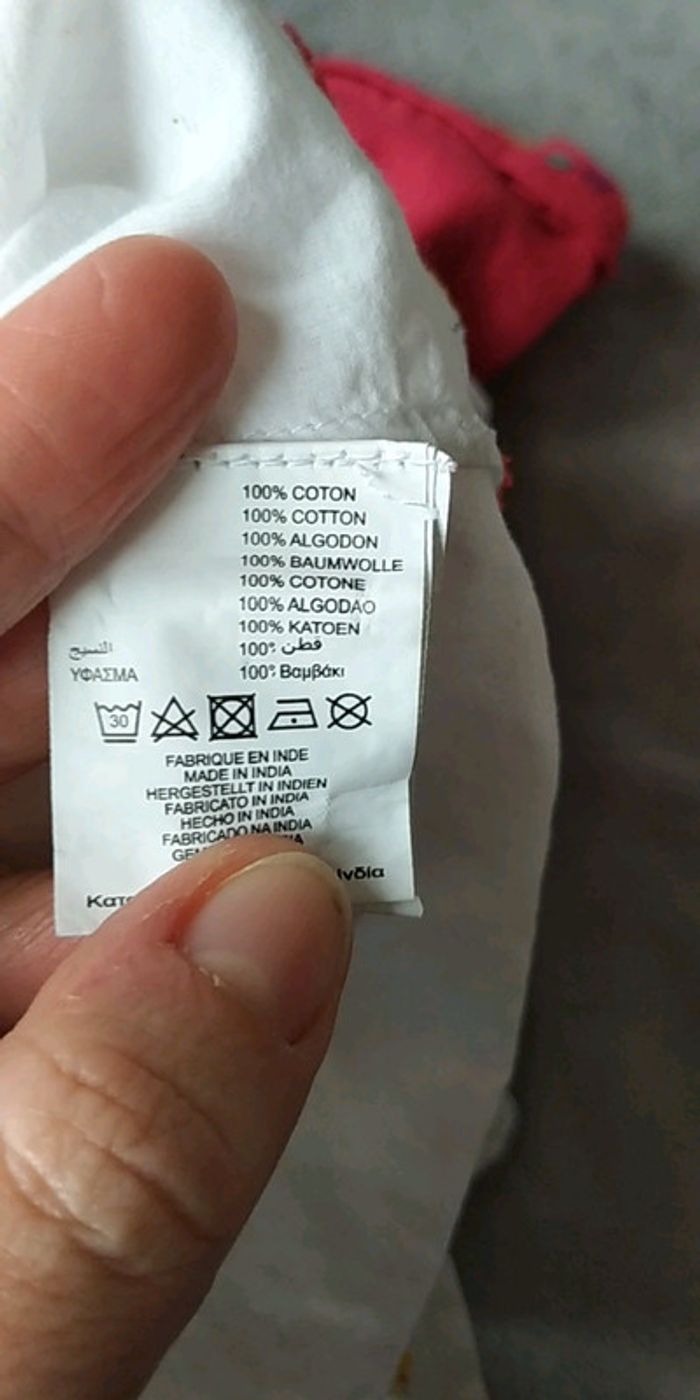 100% COTON
100% COTTON
100% ALGODON
100% BAUMWOLLE
100% COTONE
100% ALGODAO
100% KATOEN
النسيج 100% قطن
ΥΦΑΣΜΑ 100% Βαμβάκι
30
FABRIQUE EN INDE
MADE IN INDIA
HERGESTELLT IN INDIEN
FABRICATO IN INDIA
HECHO IN INDIA
FABRICADO NA INDIA